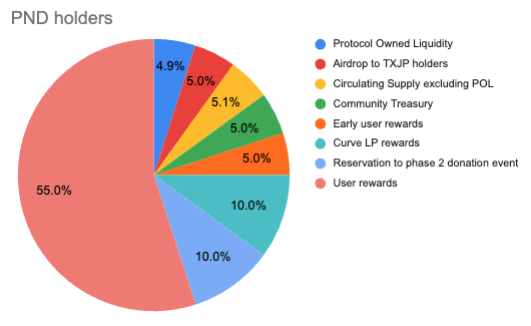 PND holders
Protocol Owned Liquidity
Airdrop to TXJP holders
Circulating Supply excluding POL
Community Treasury
Early user rewards
Curve LP rewards
Reservation to phase 2 donation event
User rewards
4.9%
5.0%
5.1%
5.0%
5.0%
10.0%
10.0%
55.0%